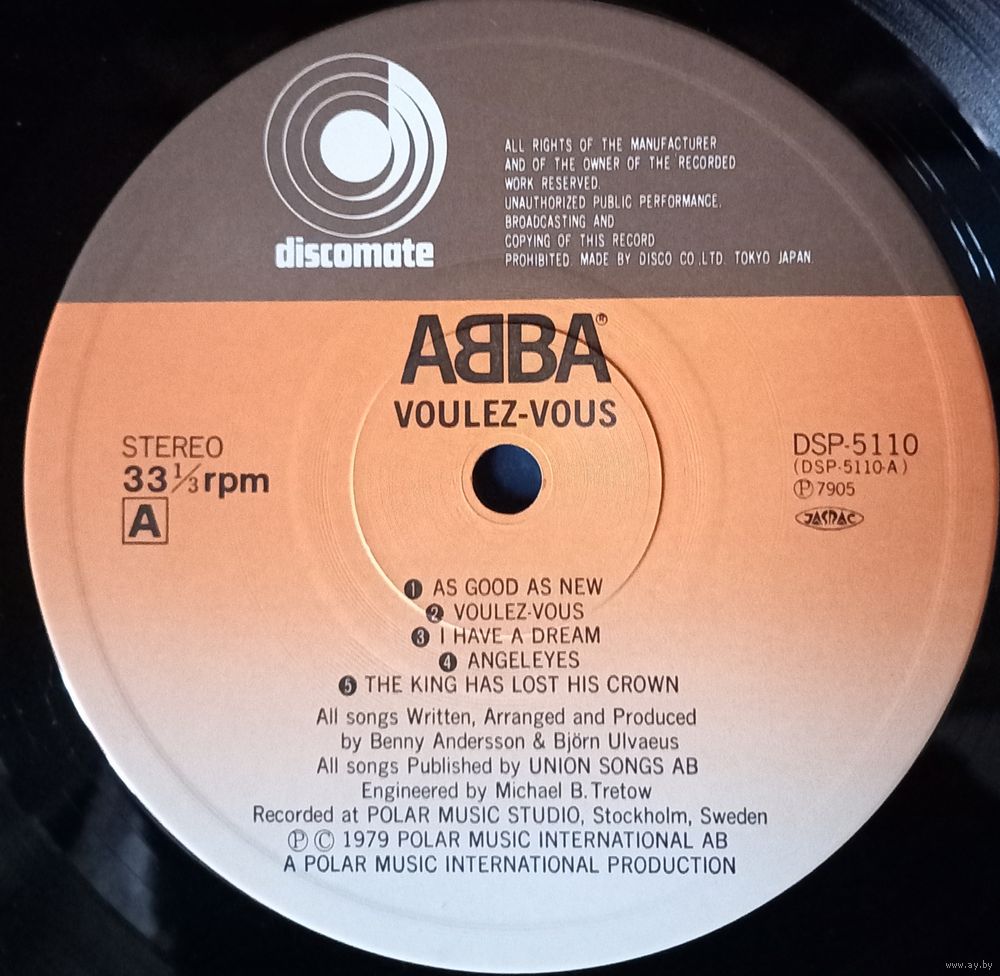 discomate
ALL RIGHTS OF THE MANUFACTURER
AND OF THE OWNER OF THE RECORDED
WORK RESERVED.
UNAUTHORIZED PUBLIC PERFORMANCE,
BROADCASTING AND
COPYING OF THIS RECORD
PROHIBITED. MADE BY DISCO CO.,LTD. TOKYO JAPAN.
ABBA®
VOULEZ-VOUS
STEREO
33 1/3 rpm
A
DSP-5110
(DSP-5110-A)
Ⓟ7905
JASRAC
❶ AS GOOD AS NEW
❷ VOULEZ-VOUS
❸ I HAVE A DREAM
❹ ANGELEYES
❺ THE KING HAS LOST HIS CROWN
All songs Written, Arranged and Produced
by Benny Andersson & Björn Ulvaeus
All songs Published by UNION SONGS AB
Engineered by Michael B. Tretow
Recorded at POLAR MUSIC STUDIO, Stockholm, Sweden
Ⓟ Ⓒ 1979 POLAR MUSIC INTERNATIONAL AB
A POLAR MUSIC INTERNATIONAL PRODUCTION
www.ay.by